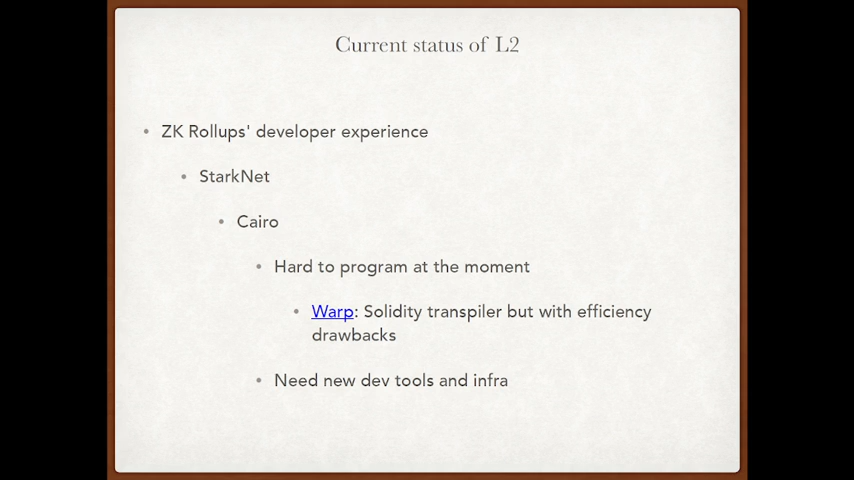 Current status of L2
• ZK Rollups' developer experience
• StarkNet
• Cairo
• Hard to program at the moment
• Warp: Solidity transpiler but with efficiency
drawbacks
• Need new dev tools and infra